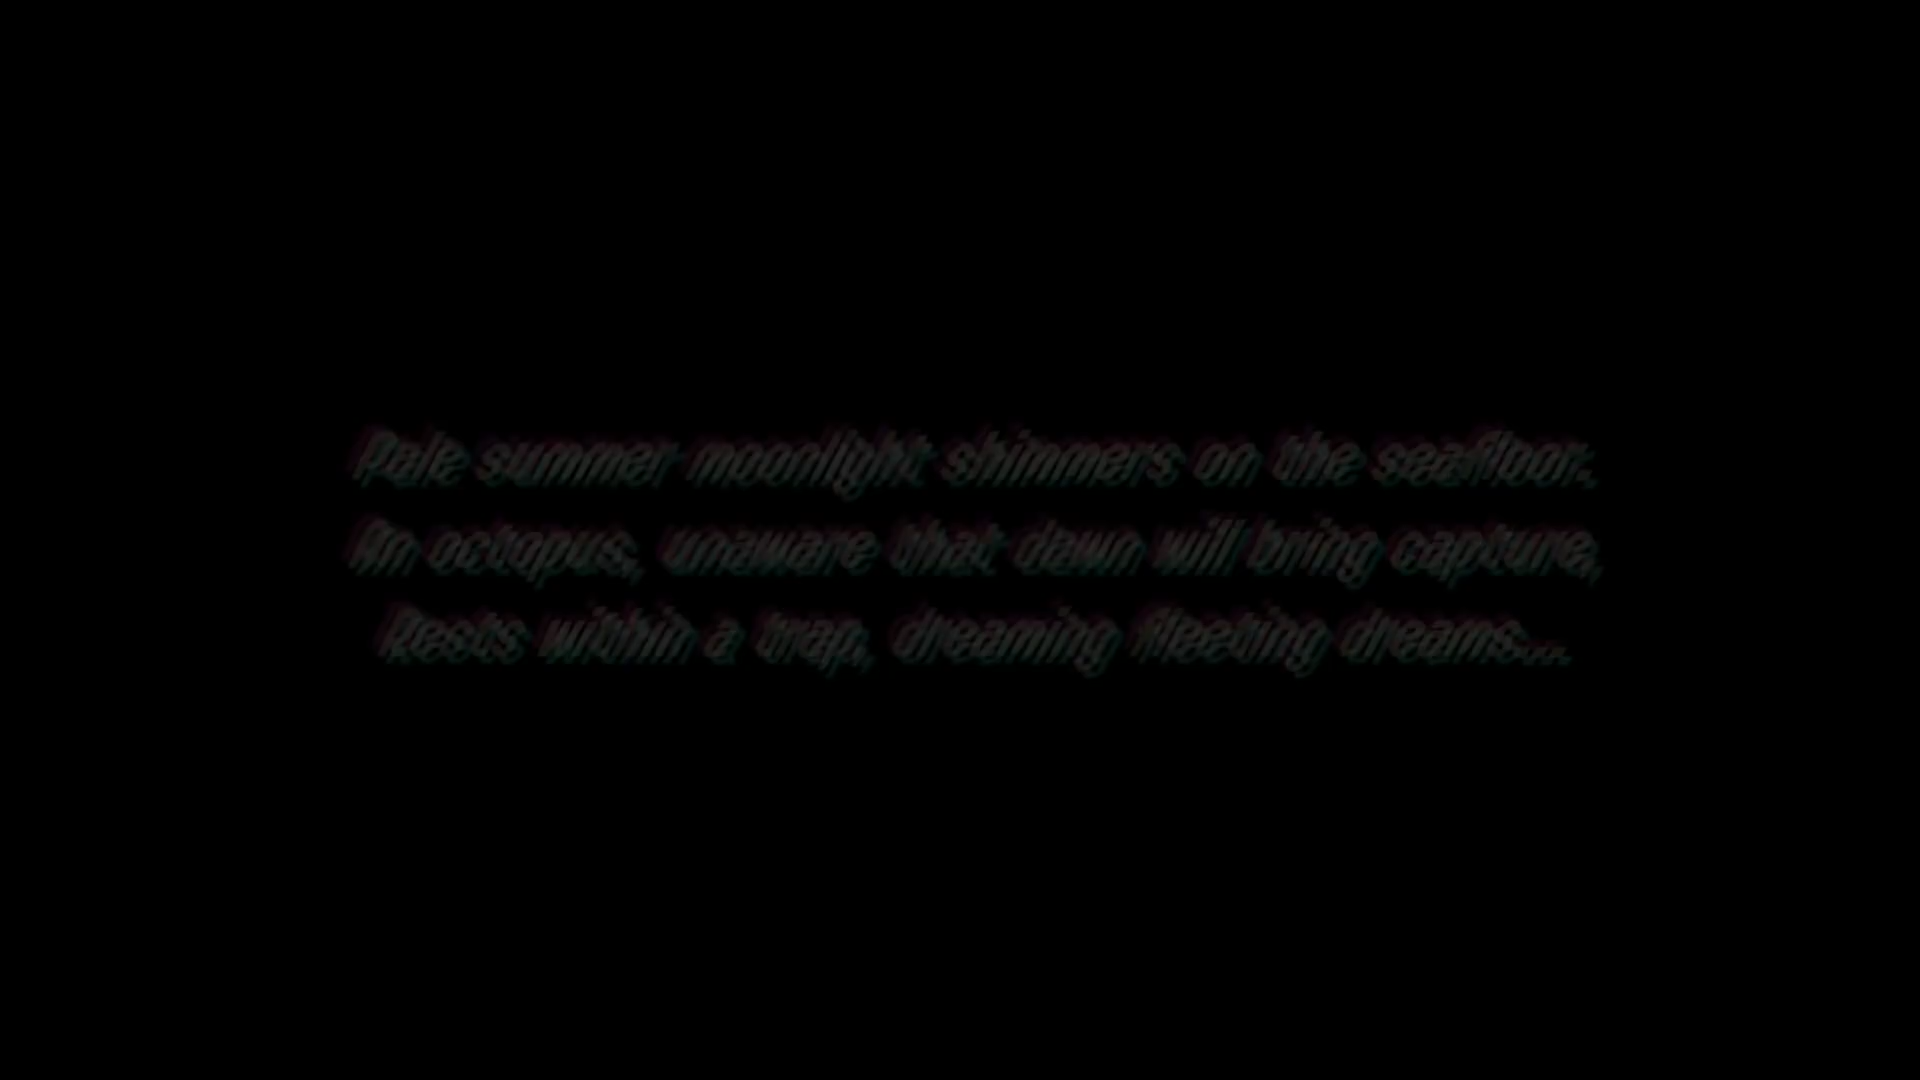 Pale summer moonlight shimmers on the seafloor.
An octopus, unaware that dawn will bring capture,
Rests within a trap, dreaming fleeting dreams...